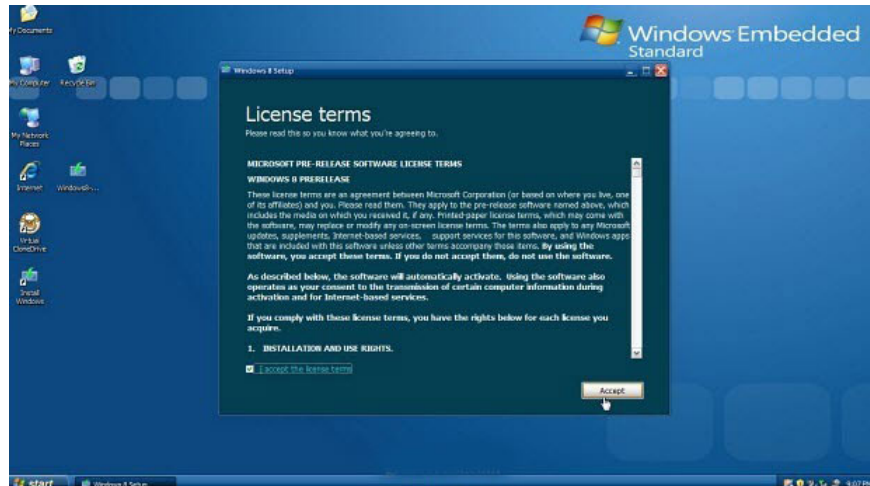 My Documents
Windows Embedded
Standard
My Computer
Recycle Bin
Windows 8 Setup
License terms
Please read this so you know what you're agreeing to.
My Network
Places
MICROSOFT PRE-RELEASE SOFTWARE LICENSE TERMS
WINDOWS 8 PRERELEASE
Internet
Windows8-...
These license terms are an agreement between Microsoft Corporation (or based on where you live, one
of its affiliates) and you. Please read them. They apply to the pre-release software named above, which
includes the media on which you received it, if any. Printed-paper license terms, which may come with
the software, may replace or modify any on-screen license terms. The terms also apply to any Microsoft
updates, supplements, Internet-based services, support services for this software, and Windows apps
that are included with this software unless other terms accompany those items. By using the
software, you accept these terms. If you do not accept them, do not use the software.
Virtual
CloneDrive
As described below, the software will automatically activate. Using the software also
operates as your consent to the transmission of certain computer information during
activation and for Internet-based services.
Install
Windows
If you comply with these license terms, you have the rights below for each license you
acquire.
1. INSTALLATION AND USE RIGHTS.
I accept the license terms
Accept
start
Windows 8 Setup
9:07 PM